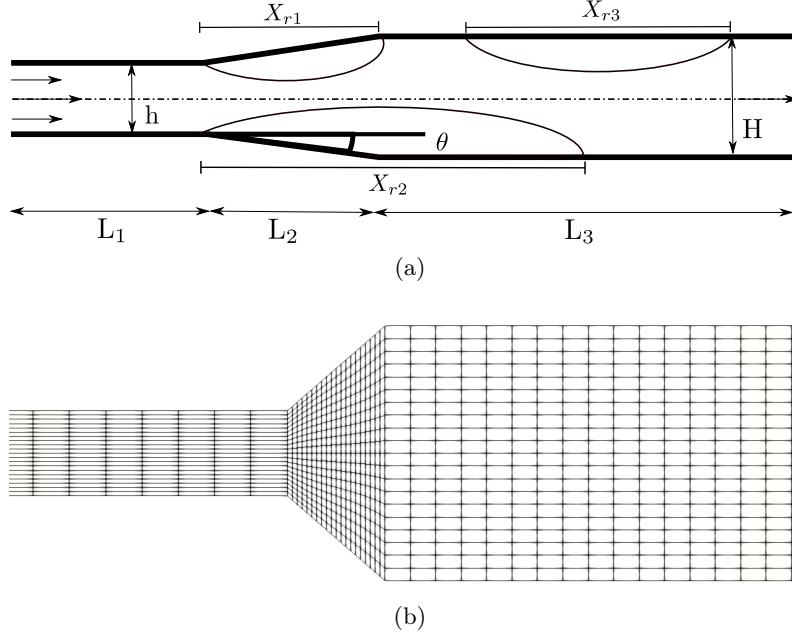 X_{r1} X_{r3}
h θ H
X_{r2}
L_1 L_2 L_3
(a)
(b)